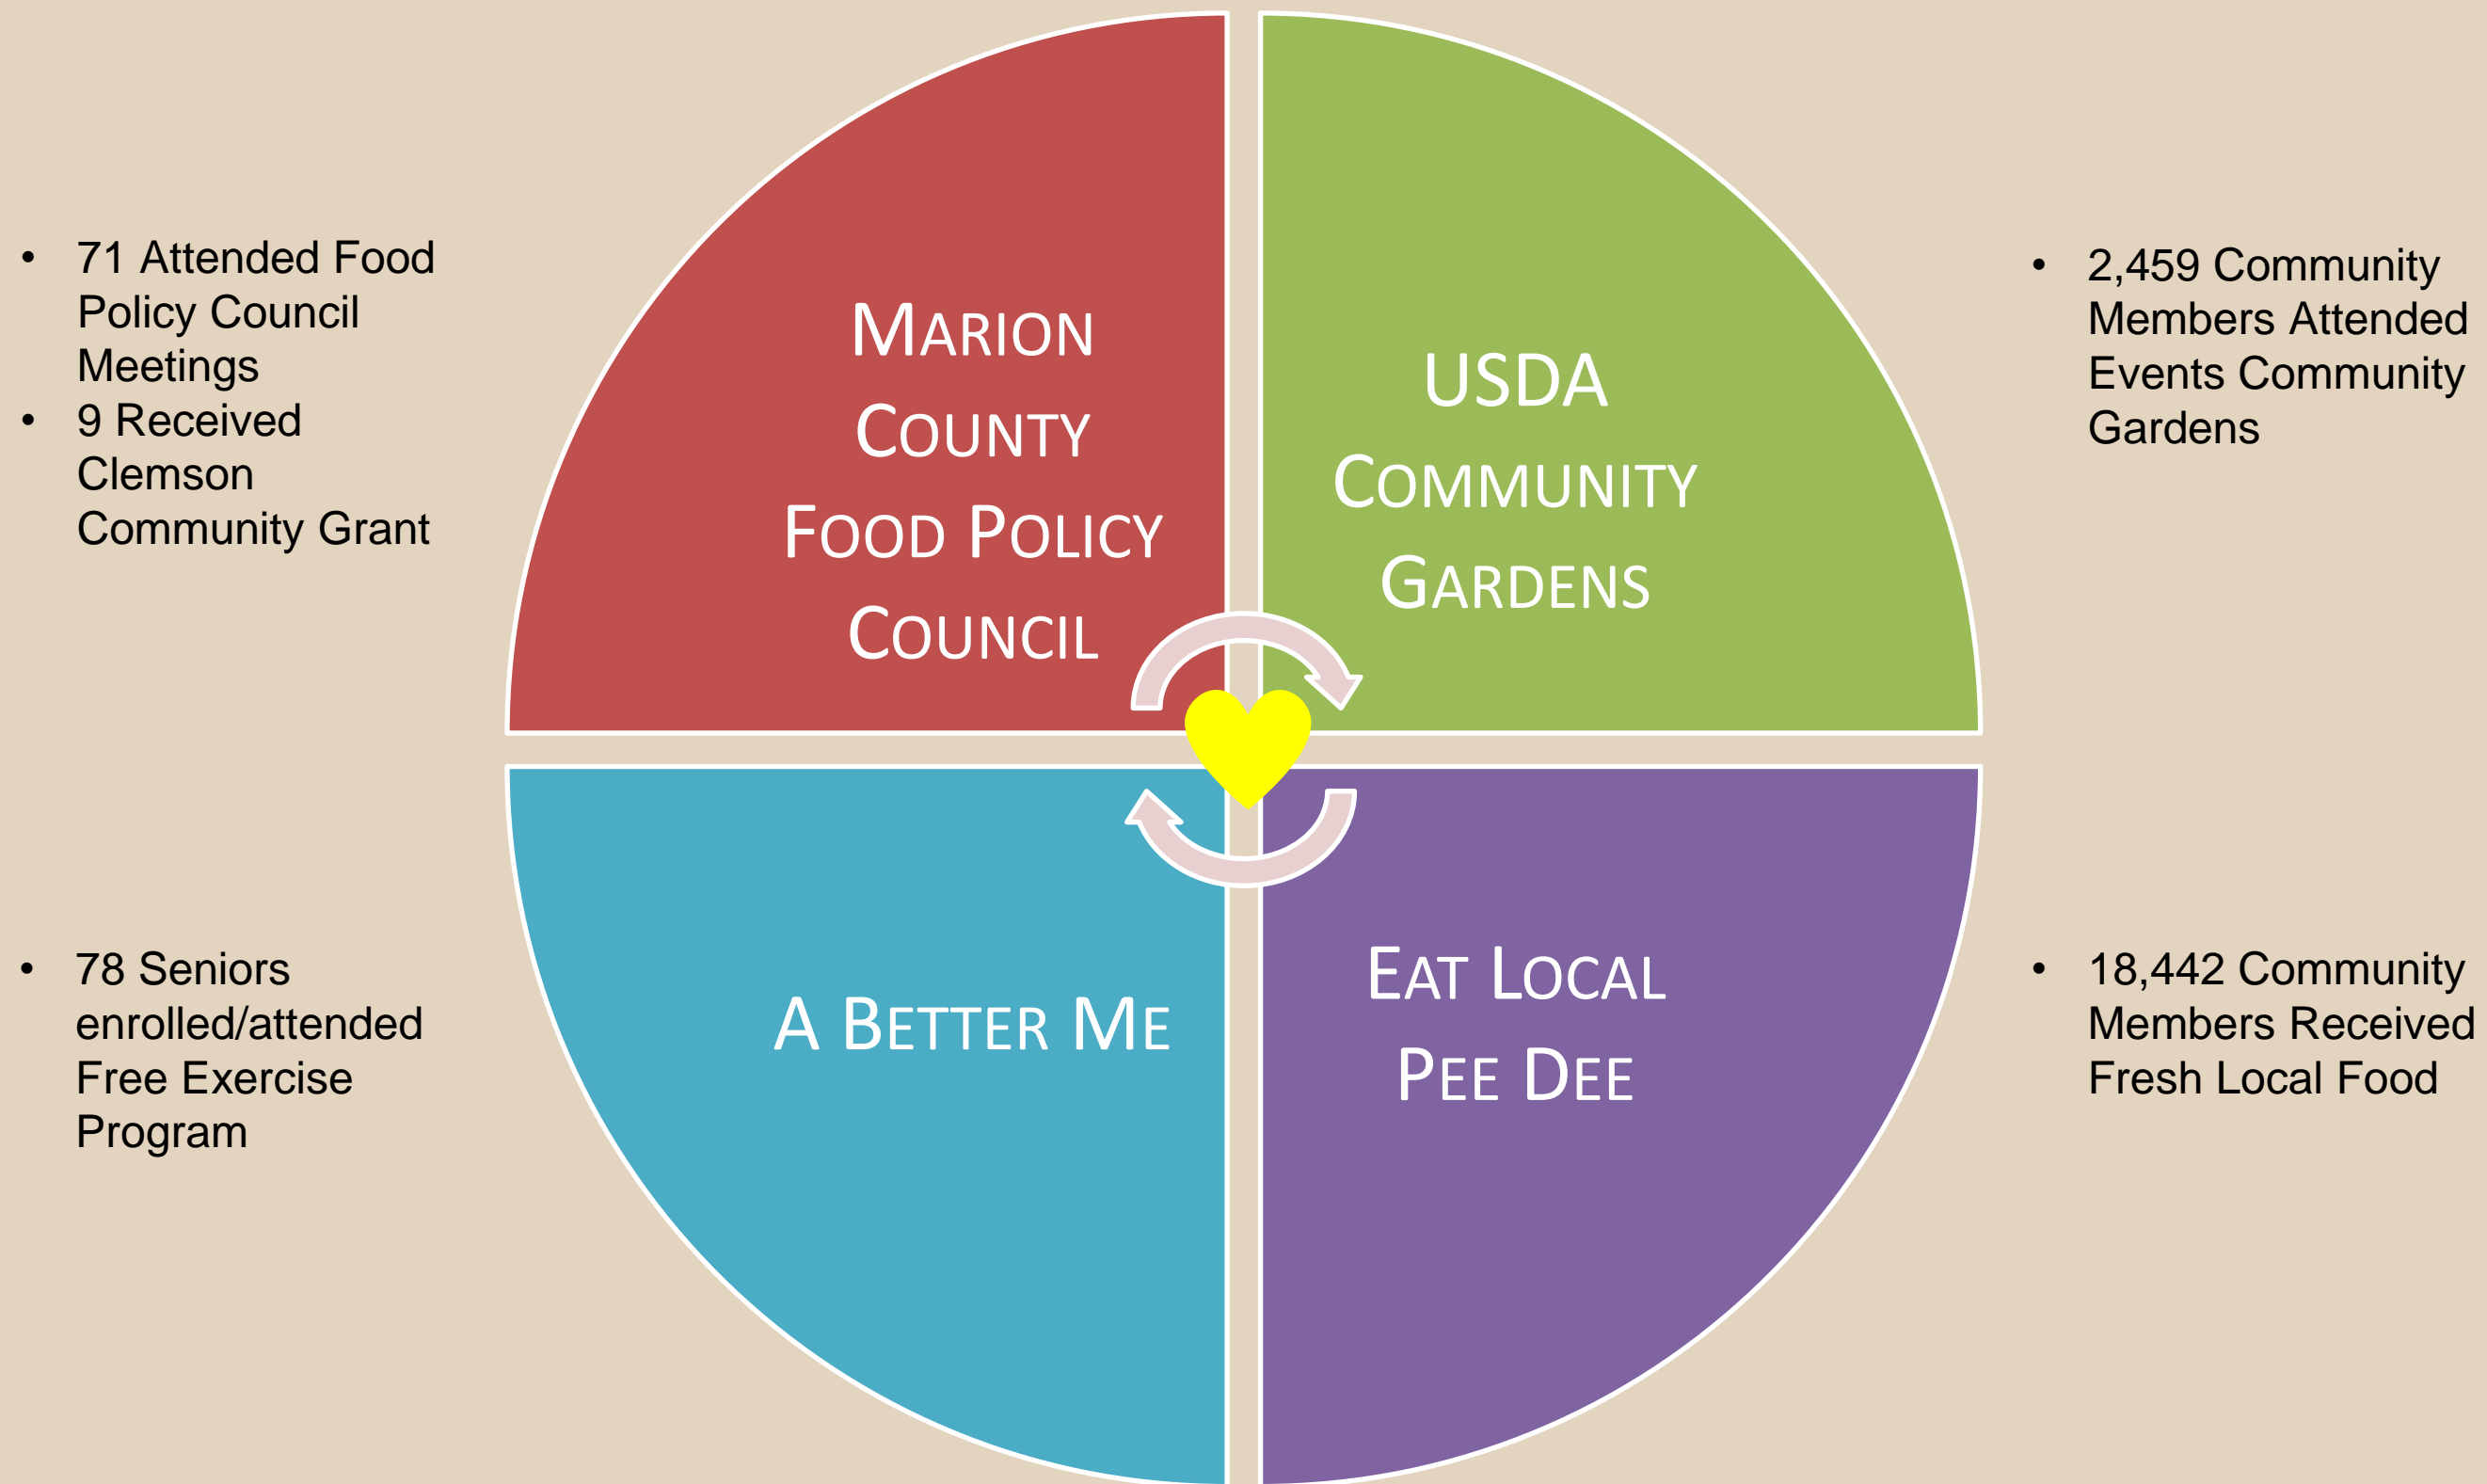 • 71 Attended Food
Policy Council
Meetings
• 9 Received
Clemson
Community Grant
MARION
COUNTY
FOOD POLICY
COUNCIL
USDA
COMMUNITY
GARDENS
• 2,459 Community
Members Attended
Events Community
Gardens
• 78 Seniors
enrolled/attended
Free Exercise
Program
A BETTER ME
EAT LOCAL
PEE DEE
• 18,442 Community
Members Received
Fresh Local Food